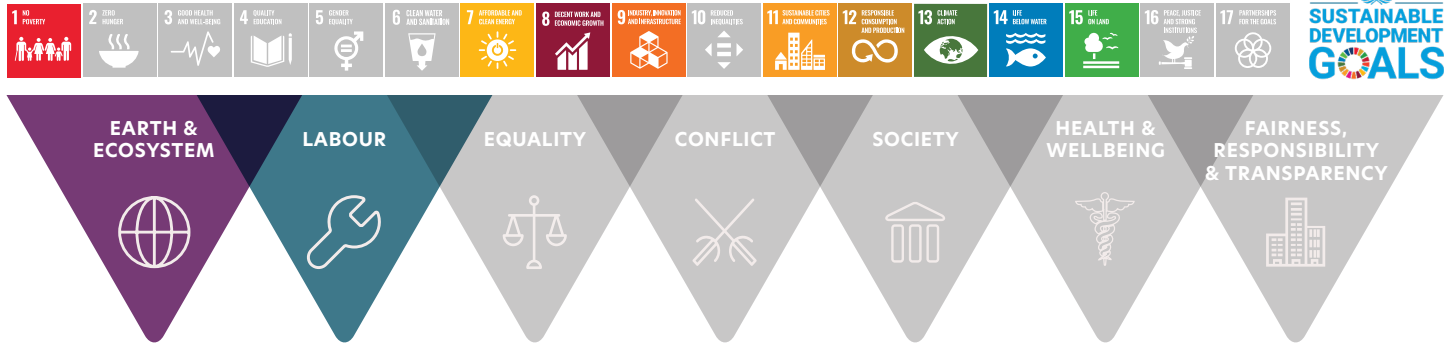 1 NO
POVERTY
2 ZERO
HUNGER
3 GOOD HEALTH
AND WELL-BEING
4 QUALITY
EDUCATION
5 GENDER
EQUALITY
6 CLEAN WATER
AND SANITATION
7 AFFORDABLE AND
CLEAN ENERGY
8 DECENT WORK AND
ECONOMIC GROWTH
9 INDUSTRY, INNOVATION
AND INFRASTRUCTURE
10 REDUCED
INEQUALITIES
11 SUSTAINABLE CITIES
AND COMMUNITIES
12 RESPONSIBLE
CONSUMPTION
AND PRODUCTION
13 CLIMATE
ACTION
14 LIFE
BELOW WATER
15 LIFE
ON LAND
16 PEACE, JUSTICE
AND STRONG
INSTITUTIONS
17 PARTNERSHIPS
FOR THE GOALS
SUSTAINABLE
DEVELOPMENT
GOALS
EARTH &
ECOSYSTEM
LABOUR
EQUALITY
CONFLICT
SOCIETY
HEALTH &
WELLBEING
FAIRNESS,
RESPONSIBILITY
& TRANSPARENCY